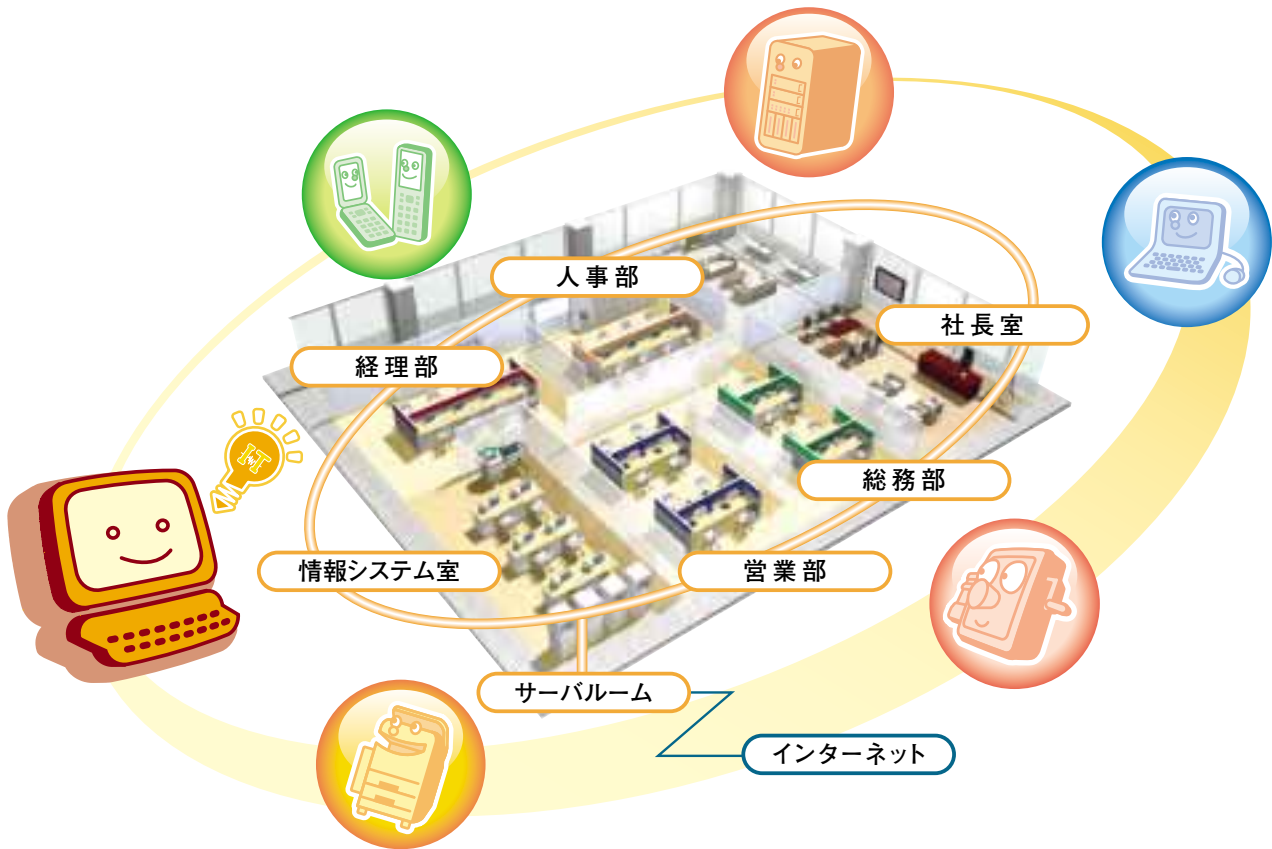 人事部
社長室
経理部
総務部
情報システム室
営業部
サーバルーム
インターネット